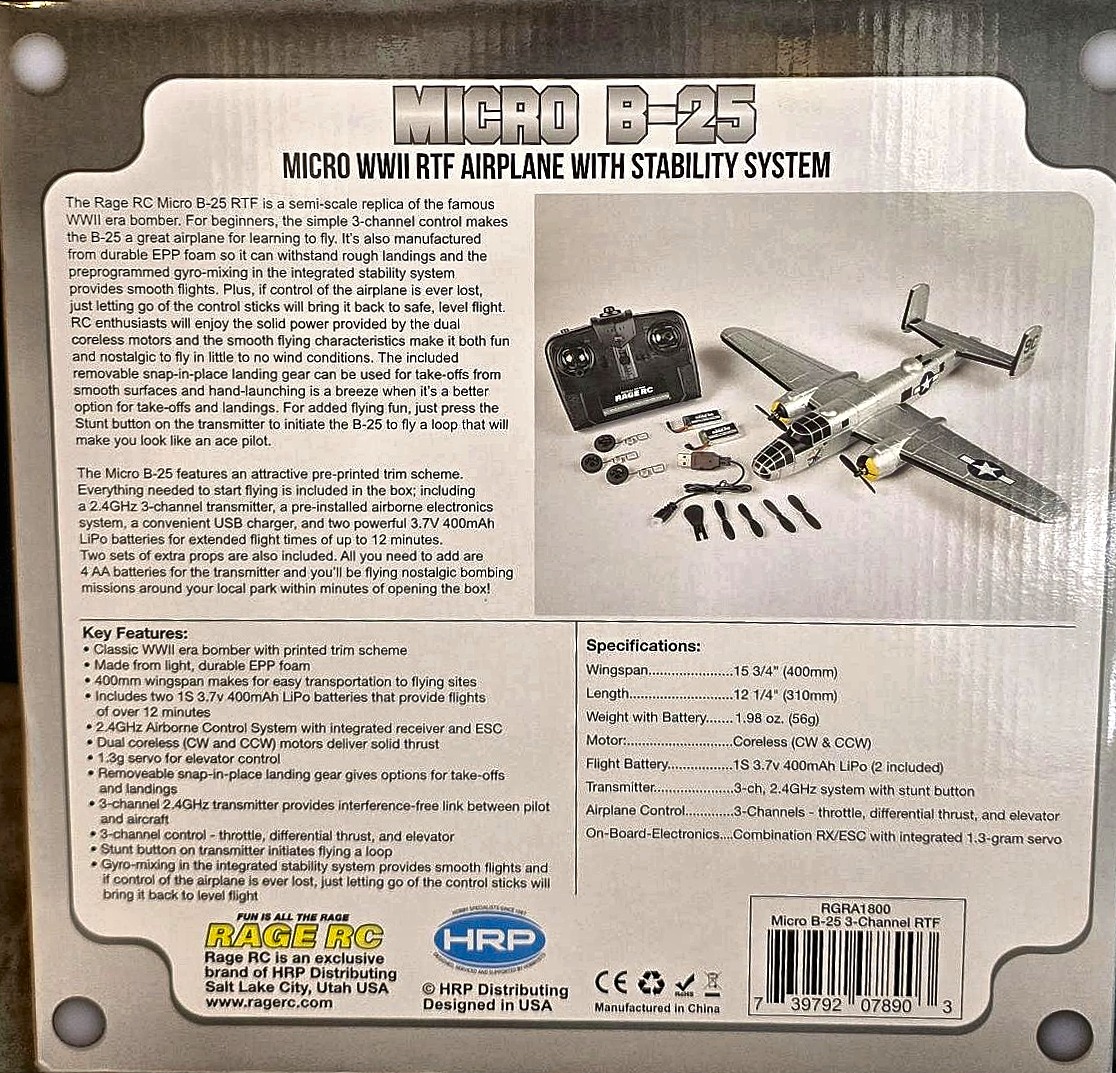 MICRO B-25
MICRO WWII RTF AIRPLANE WITH STABILITY SYSTEM
The Rage RC Micro B-25 RTF is a semi-scale replica of the famous
WWII era bomber. For beginners, the simple 3-channel control makes
the B-25 a great airplane for learning to fly. It's also manufactured
from durable EPP foam so it can withstand rough landings and the
preprogrammed gyro-mixing in the integrated stability system
provides smooth flights. Plus, if control of the airplane is ever lost,
just letting go of the control sticks will bring it back to safe, level flight.
RC enthusiasts will enjoy the solid power provided by the dual
coreless motors and the smooth flying characteristics make it both fun
and nostalgic to fly in little to no wind conditions. The included
removable snap-in-place landing gear can be used for take-offs from
smooth surfaces and hand-launching is a breeze when it's a better
option for take-offs and landings. For added flying fun, just press the
Stunt button on the transmitter to initiate the B-25 to fly a loop that will
make you look like an ace pilot.
The Micro B-25 features an attractive pre-printed trim scheme.
Everything needed to start flying is included in the box; including
a 2.4GHz 3-channel transmitter, a pre-installed airborne electronics
system, a convenient USB charger, and two powerful 3.7V 400mAh
LiPo batteries for extended flight times of up to 12 minutes.
Two sets of extra props are also included. All you need to add are
4 AA batteries for the transmitter and you'll be flying nostalgic bombing
missions around your local park within minutes of opening the box!
RAGE RC
Key Features:
• Classic WWII era bomber with printed trim scheme
• Made from light, durable EPP foam
• 400mm wingspan makes for easy transportation to flying sites
• Includes two 1S 3.7v 400mAh LiPo batteries that provide flights
of over 12 minutes
• 2.4GHz Airborne Control System with integrated receiver and ESC
• Dual coreless (CW and CCW) motors deliver solid thrust
• 1.3g servo for elevator control
• Removeable snap-in-place landing gear gives options for take-offs
and landings
• 3-channel 2.4GHz transmitter provides interference-free link between pilot
and aircraft
• 3-channel control - throttle, differential thrust, and elevator
• Stunt button on transmitter initiates flying a loop
• Gyro-mixing in the integrated stability system provides smooth flights and
if control of the airplane is ever lost, just letting go of the control sticks will
bring it back to level flight
Specifications:
Wingspan......................15 3/4" (400mm)
Length...........................12 1/4" (310mm)
Weight with Battery.......1.98 oz. (56g)
Motor:............................Coreless (CW & CCW)
Flight Battery.................1S 3.7v 400mAh LiPo (2 included)
Transmitter.....................3-ch, 2.4GHz system with stunt button
Airplane Control.............3-Channels - throttle, differential thrust, and elevator
On-Board-Electronics....Combination RX/ESC with integrated 1.3-gram servo
FUN IS ALL THE RAGE
RAGE RC
Rage RC is an exclusive
brand of HRP Distributing
Salt Lake City, Utah USA
www.ragerc.com
HOBBY SPECIALISTS SINCE 1987
HRP
DESIGNED, SERVICED AND SUPPORTED BY HOBBYISTS
© HRP Distributing
Designed in USA
CE
RoHS
Manufactured in China
RGRA1800
Micro B-25 3-Channel RTF
7 39792 07890 3